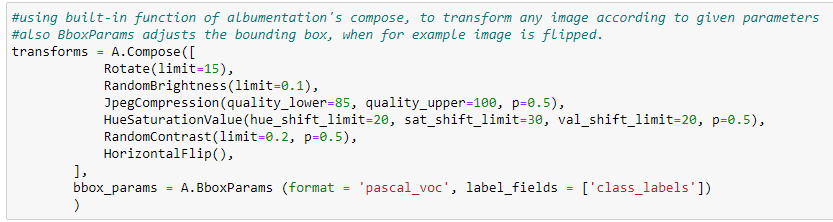 #using built-in function of albumentation's compose, to transform any image according to given parameters
#also BboxParams adjusts the bounding box, when for example image is flipped.
transforms = A.Compose([
            Rotate(limit=15),
            RandomBrightness(limit=0.1),
            JpegCompression(quality_lower=85, quality_upper=100, p=0.5),
            HueSaturationValue(hue_shift_limit=20, sat_shift_limit=30, val_shift_limit=20, p=0.5),
            RandomContrast(limit=0.2, p=0.5),
            HorizontalFlip(),
        ],
        bbox_params = A.BboxParams (format = 'pascal_voc', label_fields = ['class_labels'])
        )